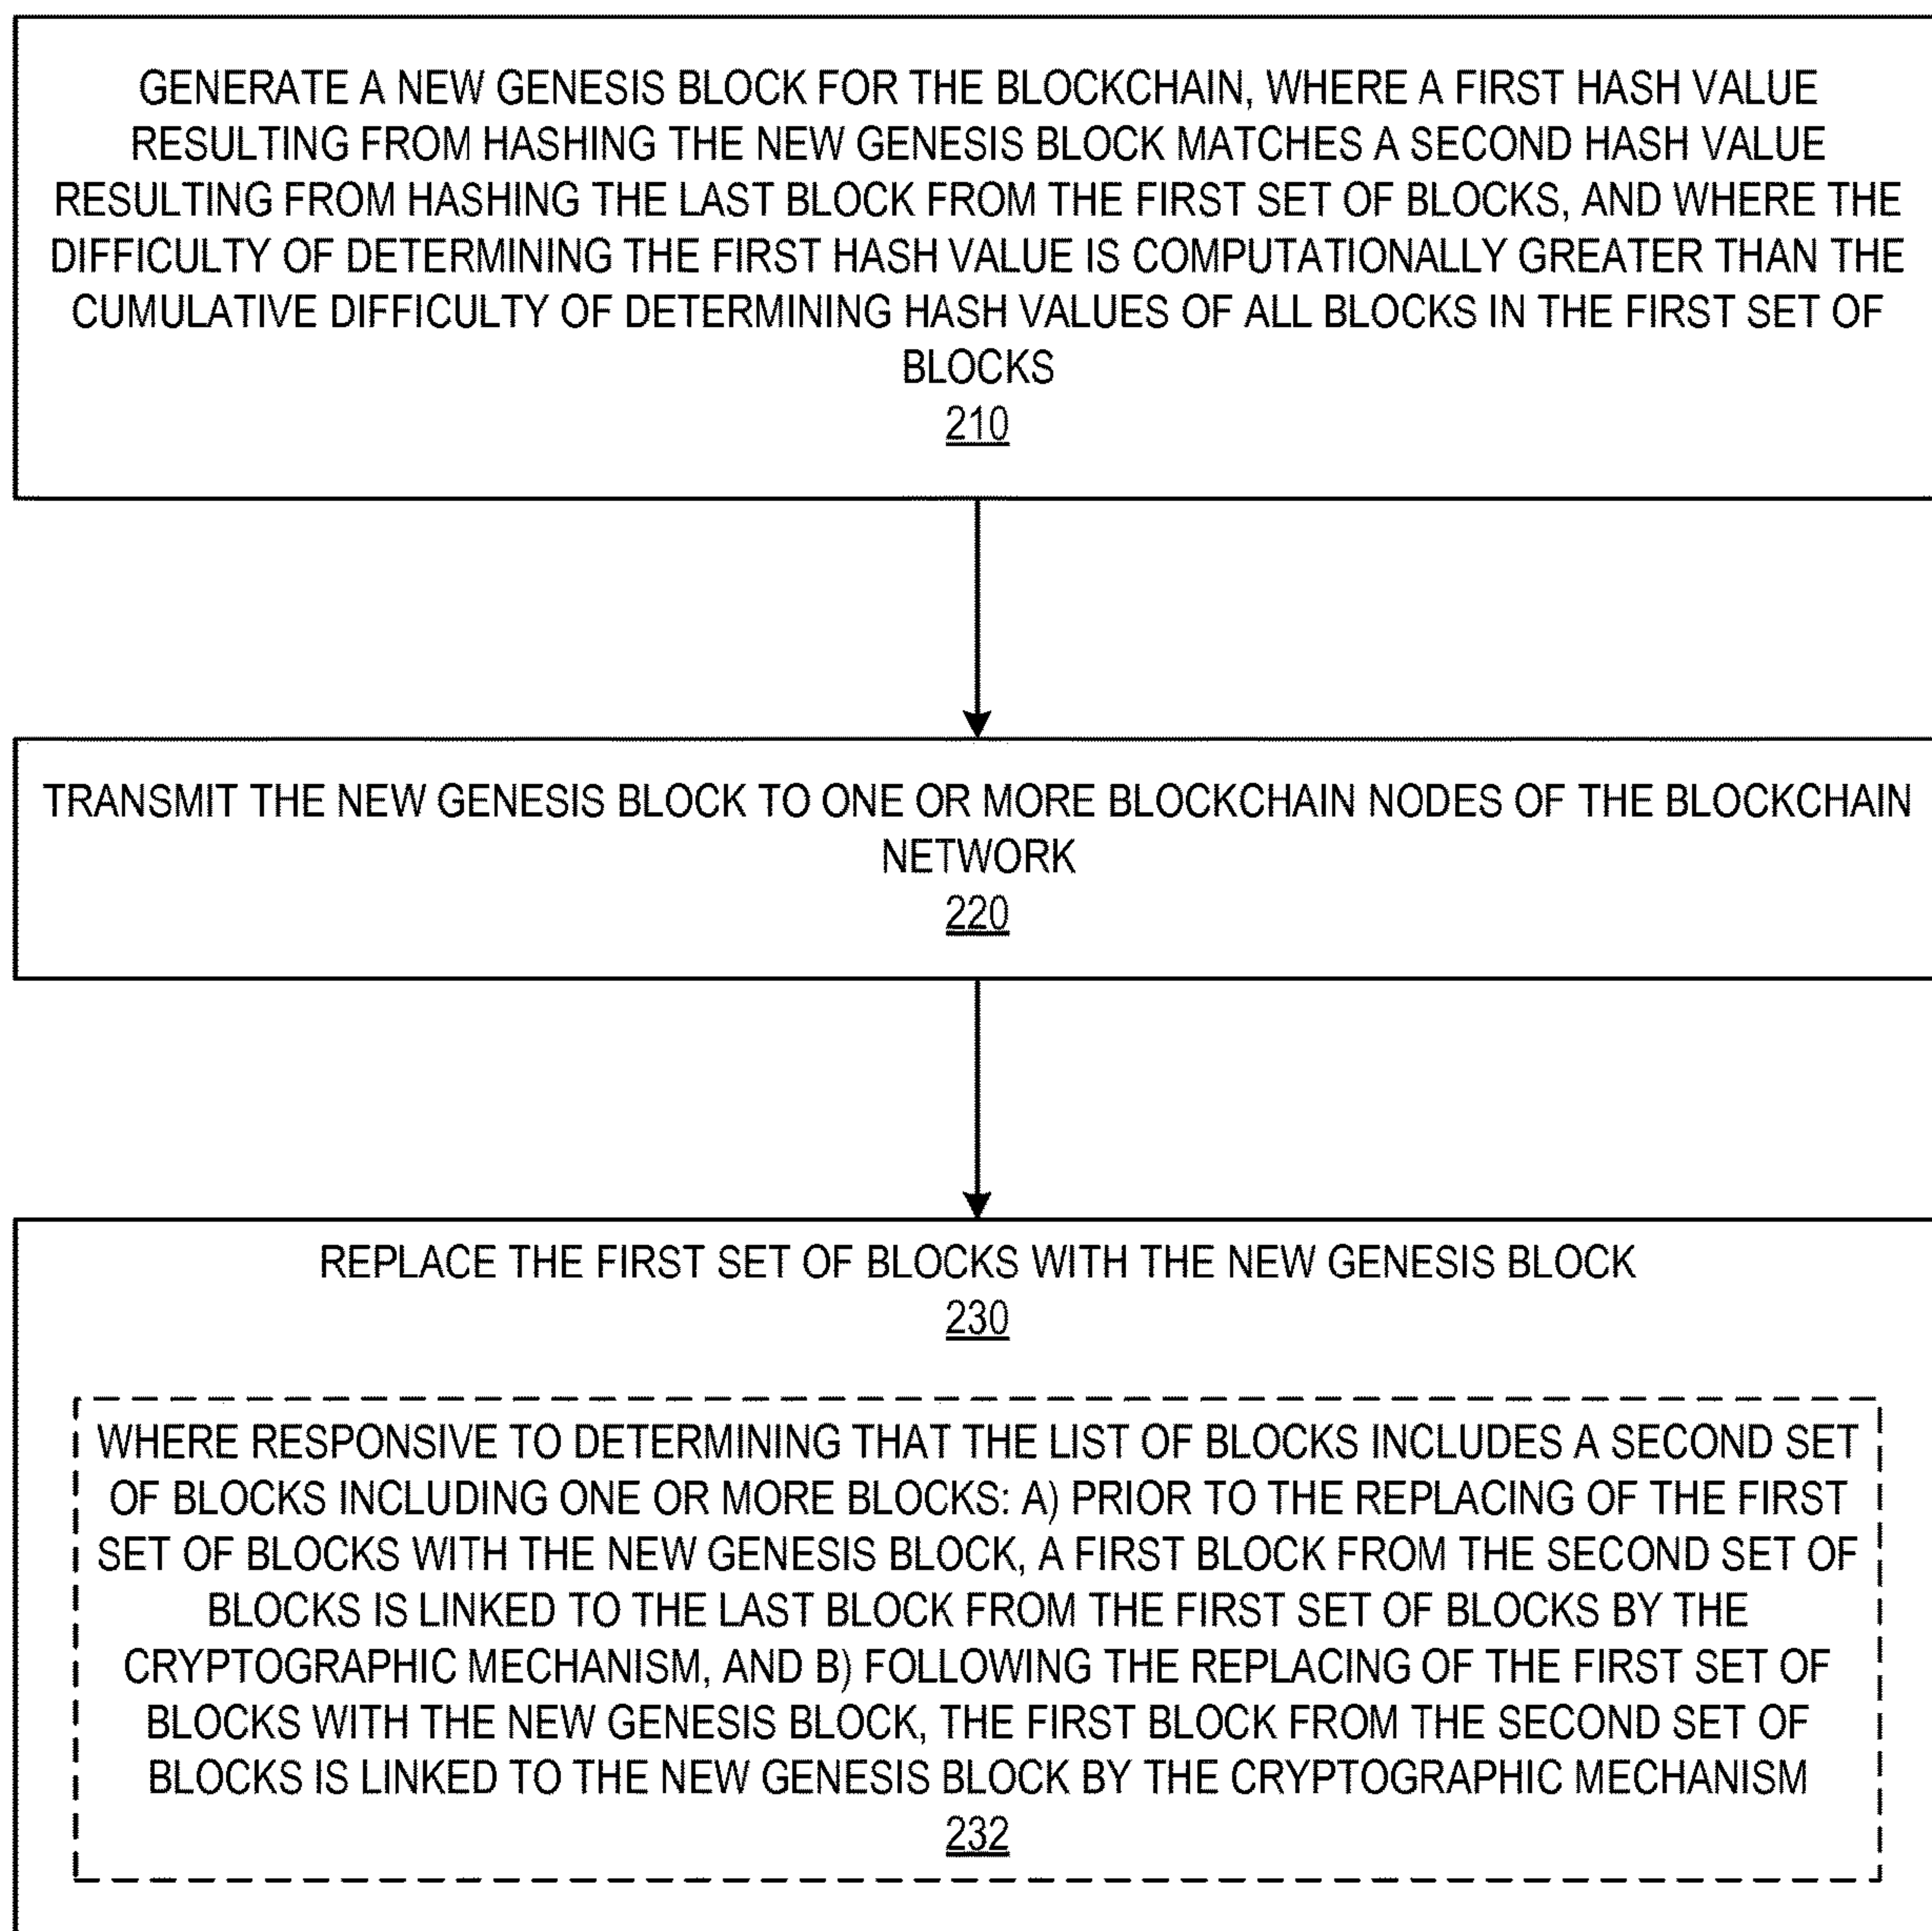 GENERATE A NEW GENESIS BLOCK FOR THE BLOCKCHAIN, WHERE A FIRST HASH VALUE
RESULTING FROM HASHING THE NEW GENESIS BLOCK MATCHES A SECOND HASH VALUE
RESULTING FROM HASHING THE LAST BLOCK FROM THE FIRST SET OF BLOCKS, AND WHERE THE
DIFFICULTY OF DETERMINING THE FIRST HASH VALUE IS COMPUTATIONALLY GREATER THAN THE
CUMULATIVE DIFFICULTY OF DETERMINING HASH VALUES OF ALL BLOCKS IN THE FIRST SET OF
BLOCKS
210
TRANSMIT THE NEW GENESIS BLOCK TO ONE OR MORE BLOCKCHAIN NODES OF THE BLOCKCHAIN
NETWORK
220
REPLACE THE FIRST SET OF BLOCKS WITH THE NEW GENESIS BLOCK
230
WHERE RESPONSIVE TO DETERMINING THAT THE LIST OF BLOCKS INCLUDES A SECOND SET
OF BLOCKS INCLUDING ONE OR MORE BLOCKS: A) PRIOR TO THE REPLACING OF THE FIRST
SET OF BLOCKS WITH THE NEW GENESIS BLOCK, A FIRST BLOCK FROM THE SECOND SET OF
BLOCKS IS LINKED TO THE LAST BLOCK FROM THE FIRST SET OF BLOCKS BY THE
CRYPTOGRAPHIC MECHANISM, AND B) FOLLOWING THE REPLACING OF THE FIRST SET OF
BLOCKS WITH THE NEW GENESIS BLOCK, THE FIRST BLOCK FROM THE SECOND SET OF
BLOCKS IS LINKED TO THE NEW GENESIS BLOCK BY THE CRYPTOGRAPHIC MECHANISM
232